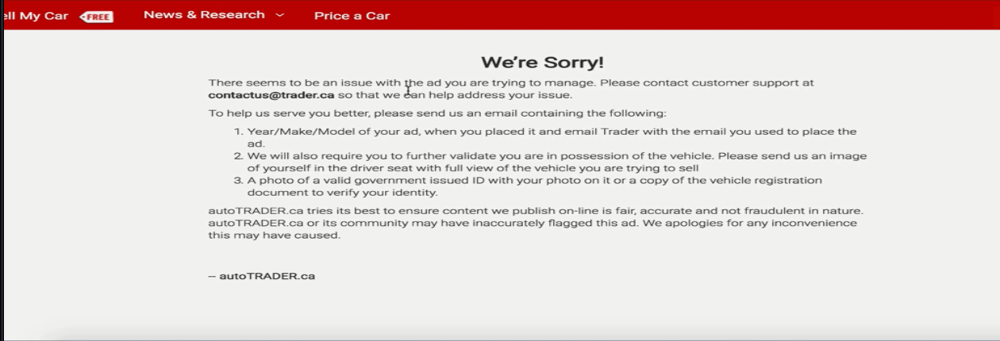 ell My Car FREE News & Research Price a Car
We're Sorry!
There seems to be an issue with the ad you are trying to manage. Please contact customer support at
contactus@trader.ca so that we can help address your issue.
To help us serve you better, please send us an email containing the following:
1. Year/Make/Model of your ad, when you placed it and email Trader with the email you used to place the
ad.
2. We will also require you to further validate you are in possession of the vehicle. Please send us an image
of yourself in the driver seat with full view of the vehicle you are trying to sell
3. A photo of a valid government issued ID with your photo on it or a copy of the vehicle registration
document to verify your identity.
autoTRADER.ca tries its best to ensure content we publish on-line is fair, accurate and not fraudulent in nature.
autoTRADER.ca or its community may have inaccurately flagged this ad. We apologies for any inconvenience
this may have caused.
-- autoTRADER.ca